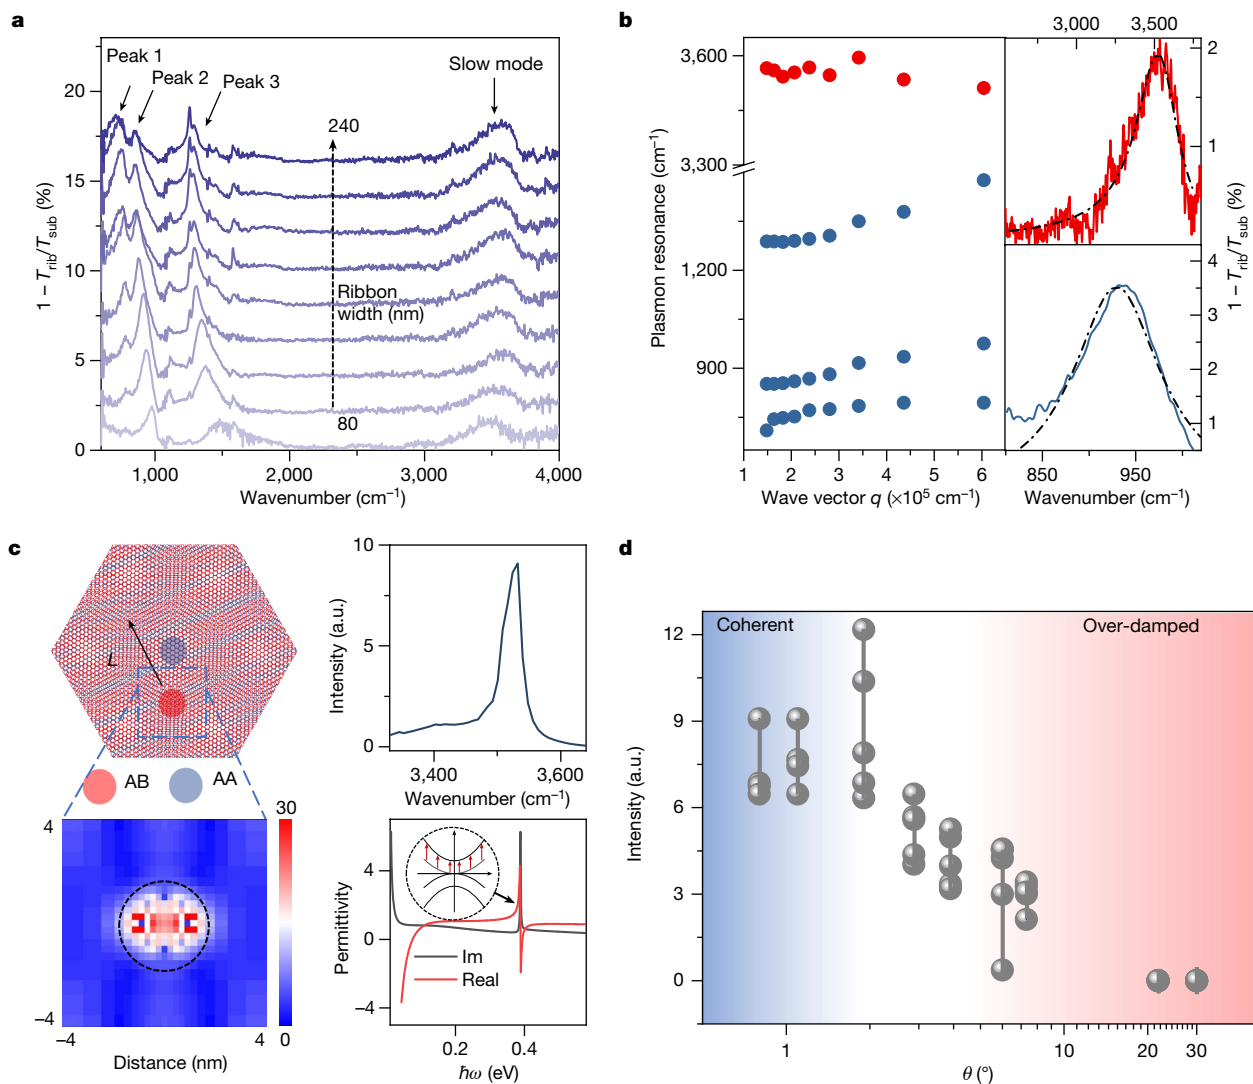 a
Peak 1
Peak 2
Peak 3
Slow mode
20
15
10
5
0
1 − T_rib/T_sub (%)
240
Ribbon
width (nm)
80
1,000
2,000
3,000
4,000
Wavenumber (cm⁻¹)
b
3,600
3,300
1,200
900
Plasmon resonance (cm⁻¹)
1
2
3
4
5
6
Wave vector q (×10⁵ cm⁻¹)
3,000
3,500
2
1
4
3
2
1
1 − T_rib/T_sub (%)
850
950
Wavenumber (cm⁻¹)
c
L
AB
AA
10
5
0
Intensity (a.u.)
3,400
3,600
Wavenumber (cm⁻¹)
4
−4
−4
4
Distance (nm)
30
0
4
0
−4
Permittivity
Im
Real
0.2
0.4
ħω (eV)
d
Coherent
Over-damped
12
9
6
3
0
Intensity (a.u.)
1
10
20
30
θ (°)